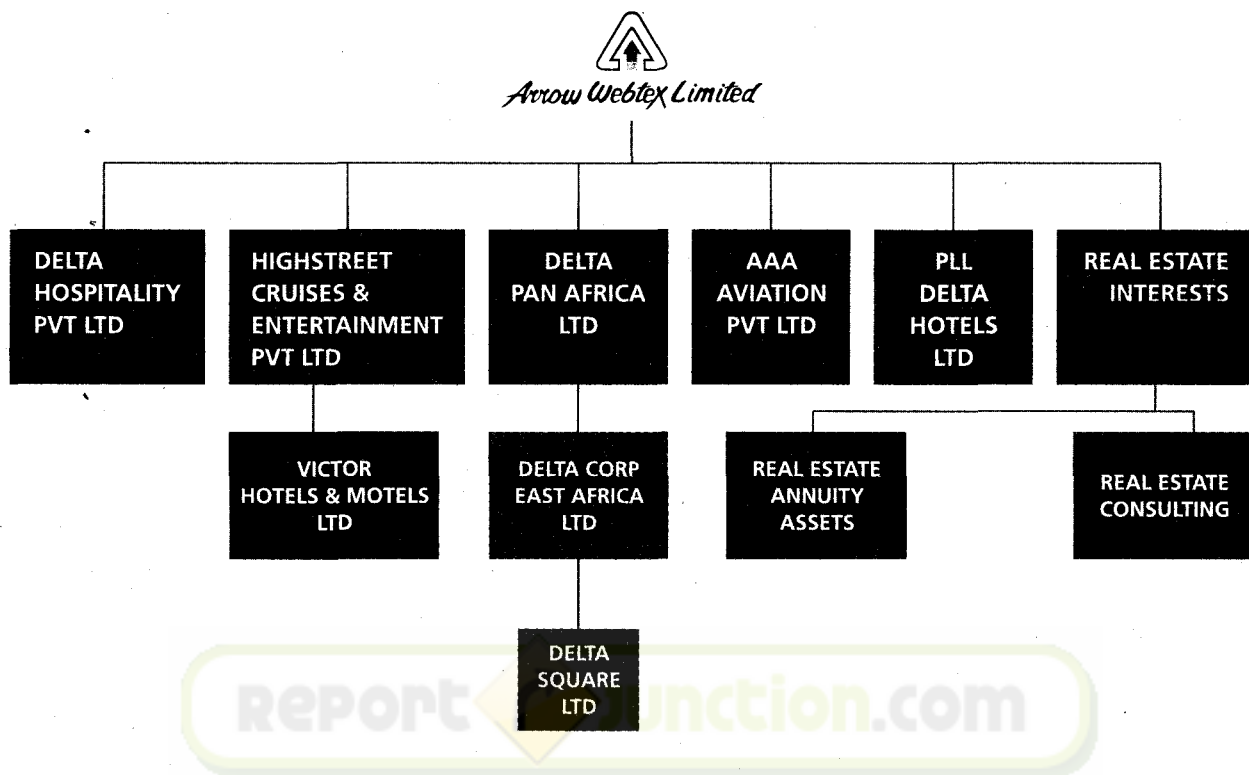 Arrow Webtex Limited
DELTA
HOSPITALITY
PVT LTD
HIGHSTREET
CRUISES &
ENTERTAINMENT
PVT LTD
DELTA
PAN AFRICA
LTD
AAA
AVIATION
PVT LTD
PLL
DELTA
HOTELS
LTD
REAL ESTATE
INTERESTS
VICTOR
HOTELS & MOTELS
LTD
DELTA CORP
EAST AFRICA
LTD
REAL ESTATE
ANNUITY
ASSETS
REAL ESTATE
CONSULTING
DELTA
SQUARE
LTD
Report Junction.com